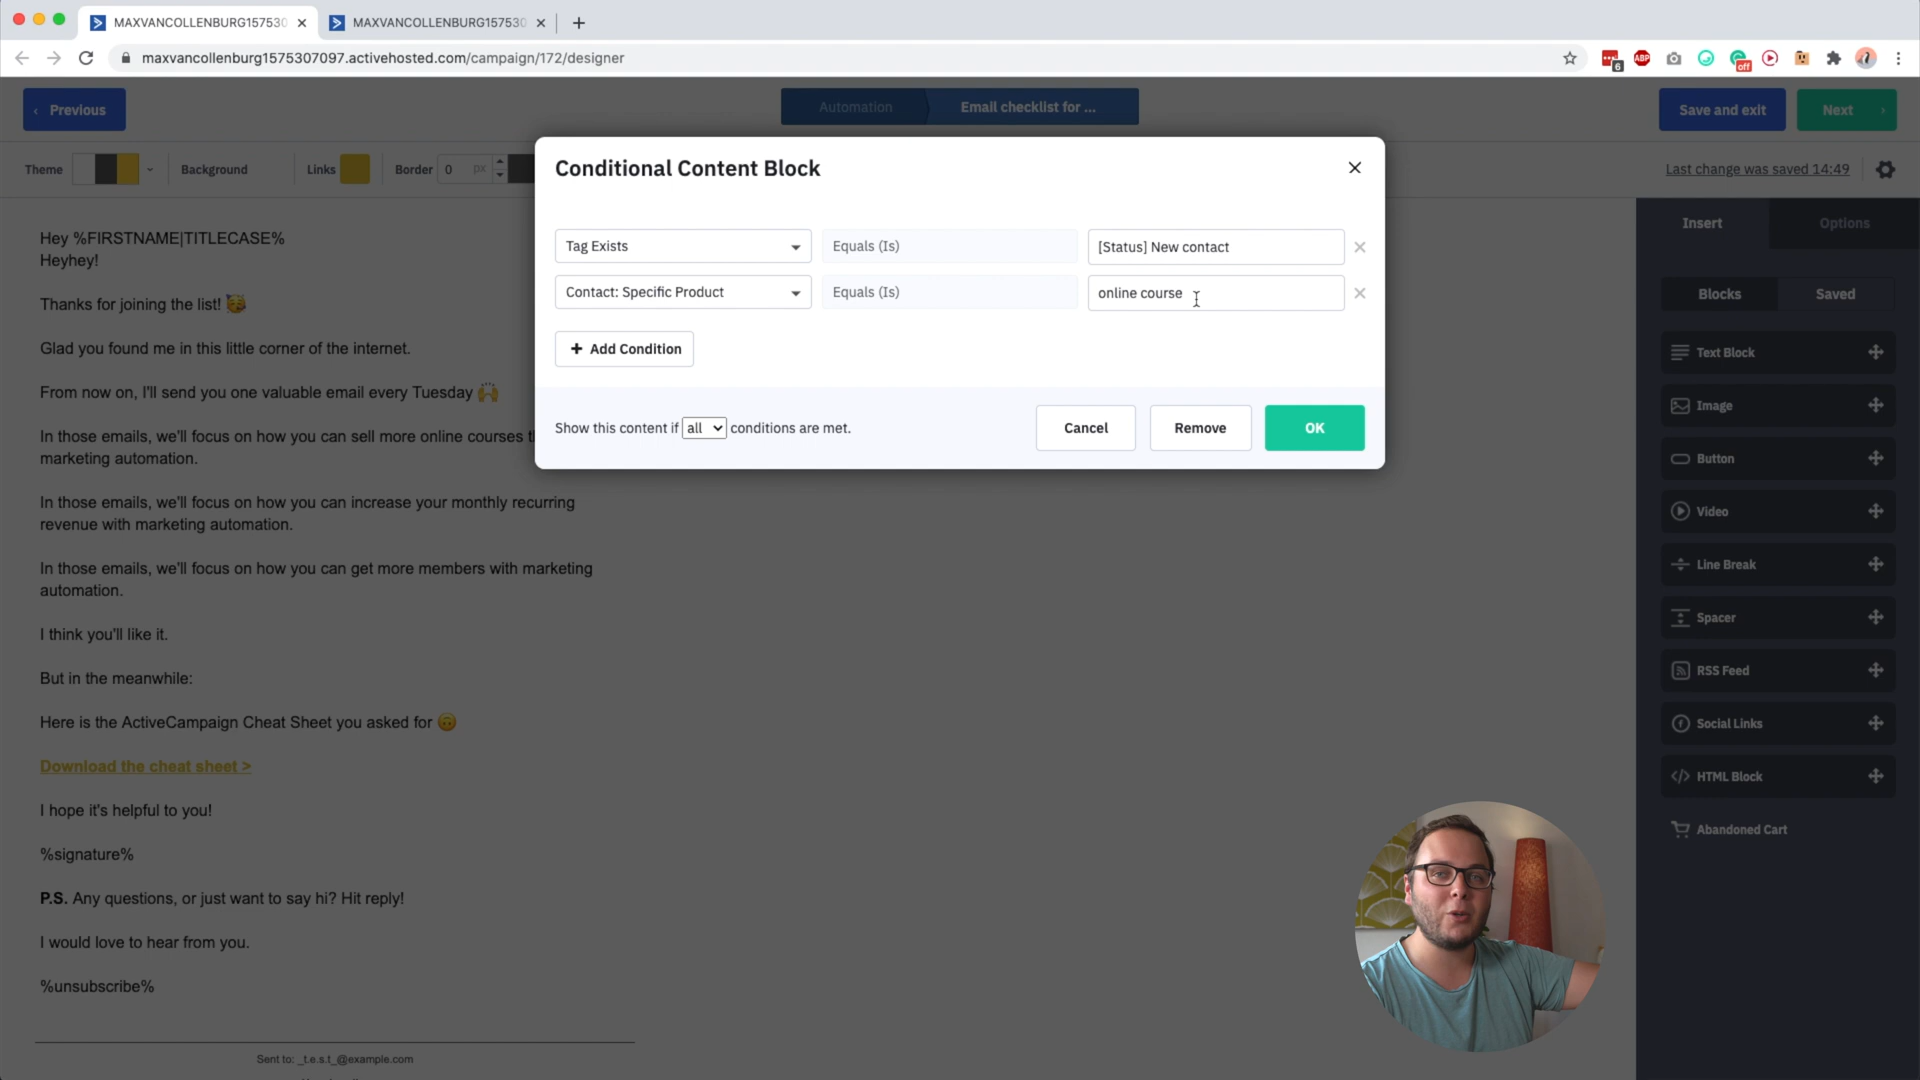 MAXVANCOLLENBURG157530
MAXVANCOLLENBURG157530
maxvancollenburg1575307097.activehosted.com/campaign/172/designer
6
ABP
off
Previous
Automation
Email checklist for ...
Save and exit
Next
Theme
Background
Links
Border
0
px
Last change was saved 14:49
Conditional Content Block
Tag Exists
Equals (Is)
[Status] New contact
Contact: Specific Product
Equals (Is)
online course
+ Add Condition
Show this content if all conditions are met.
Cancel
Remove
OK
Hey %FIRSTNAME|TITLECASE%
Heyhey!
Thanks for joining the list! 🥳
Glad you found me in this little corner of the internet.
From now on, I'll send you one valuable email every Tuesday 🙌
In those emails, we'll focus on how you can sell more online courses
marketing automation.
In those emails, we'll focus on how you can increase your monthly recurring
revenue with marketing automation.
In those emails, we'll focus on how you can get more members with marketing
automation.
I think you'll like it.
But in the meanwhile:
Here is the ActiveCampaign Cheat Sheet you asked for 🙃
Download the cheat sheet >
I hope it's helpful to you!
%signature%
P.S. Any questions, or just want to say hi? Hit reply!
I would love to hear from you.
%unsubscribe%
Sent to: _t.e.s.t_@example.com
Insert
Options
Blocks
Saved
Text Block
Image
Button
Video
Line Break
Spacer
RSS Feed
Social Links
HTML Block
Abandoned Cart